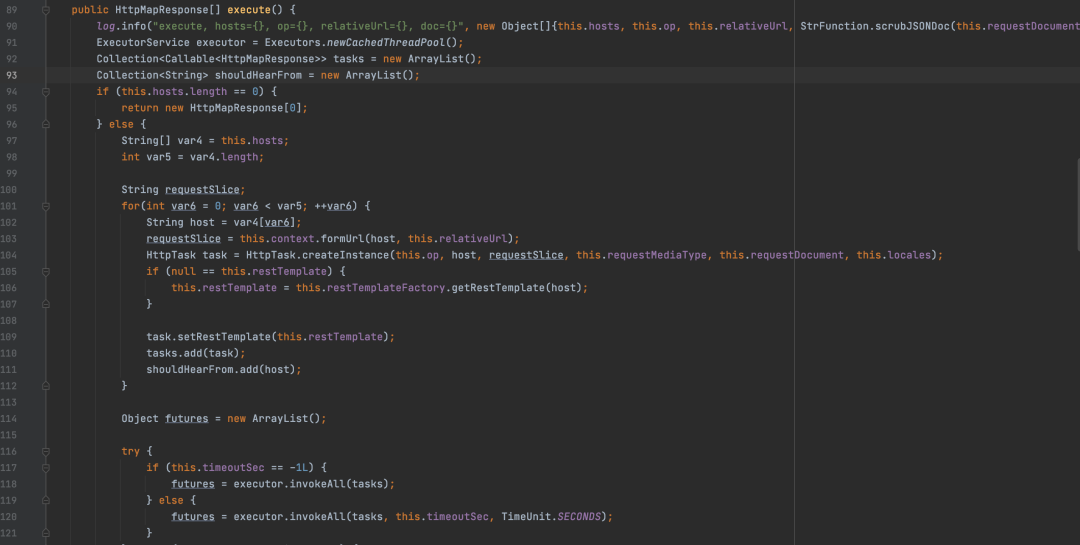 89 public HttpMapResponse[] execute() {
90 log.info("execute, hosts={}, op={}, relativeUrl={}, doc={}", new Object[]{this.hosts, this.op, this.relativeUrl, StrFunction.scrubJSONDoc(this.requestDocument
91 ExecutorService executor = Executors.newCachedThreadPool();
92 Collection<Callable<HttpMapResponse>> tasks = new ArrayList();
93 Collection<String> shouldHearFrom = new ArrayList();
94 if (this.hosts.length == 0) {
95 return new HttpMapResponse[0];
96 } else {
97 String[] var4 = this.hosts;
98 int var5 = var4.length;
99
100 String requestSlice;
101 for(int var6 = 0; var6 < var5; ++var6) {
102 String host = var4[var6];
103 requestSlice = this.context.formUrl(host, this.relativeUrl);
104 HttpTask task = HttpTask.createInstance(this.op, host, requestSlice, this.requestMediaType, this.requestDocument, this.locales);
105 if (null == this.restTemplate) {
106 this.restTemplate = this.restTemplateFactory.getRestTemplate(host);
107 }
108
109 task.setRestTemplate(this.restTemplate);
110 tasks.add(task);
111 shouldHearFrom.add(host);
112 }
113
114 Object futures = new ArrayList();
115
116 try {
117 if (this.timeoutSec == -1L) {
118 futures = executor.invokeAll(tasks);
119 } else {
120 futures = executor.invokeAll(tasks, this.timeoutSec, TimeUnit.SECONDS);
121 }